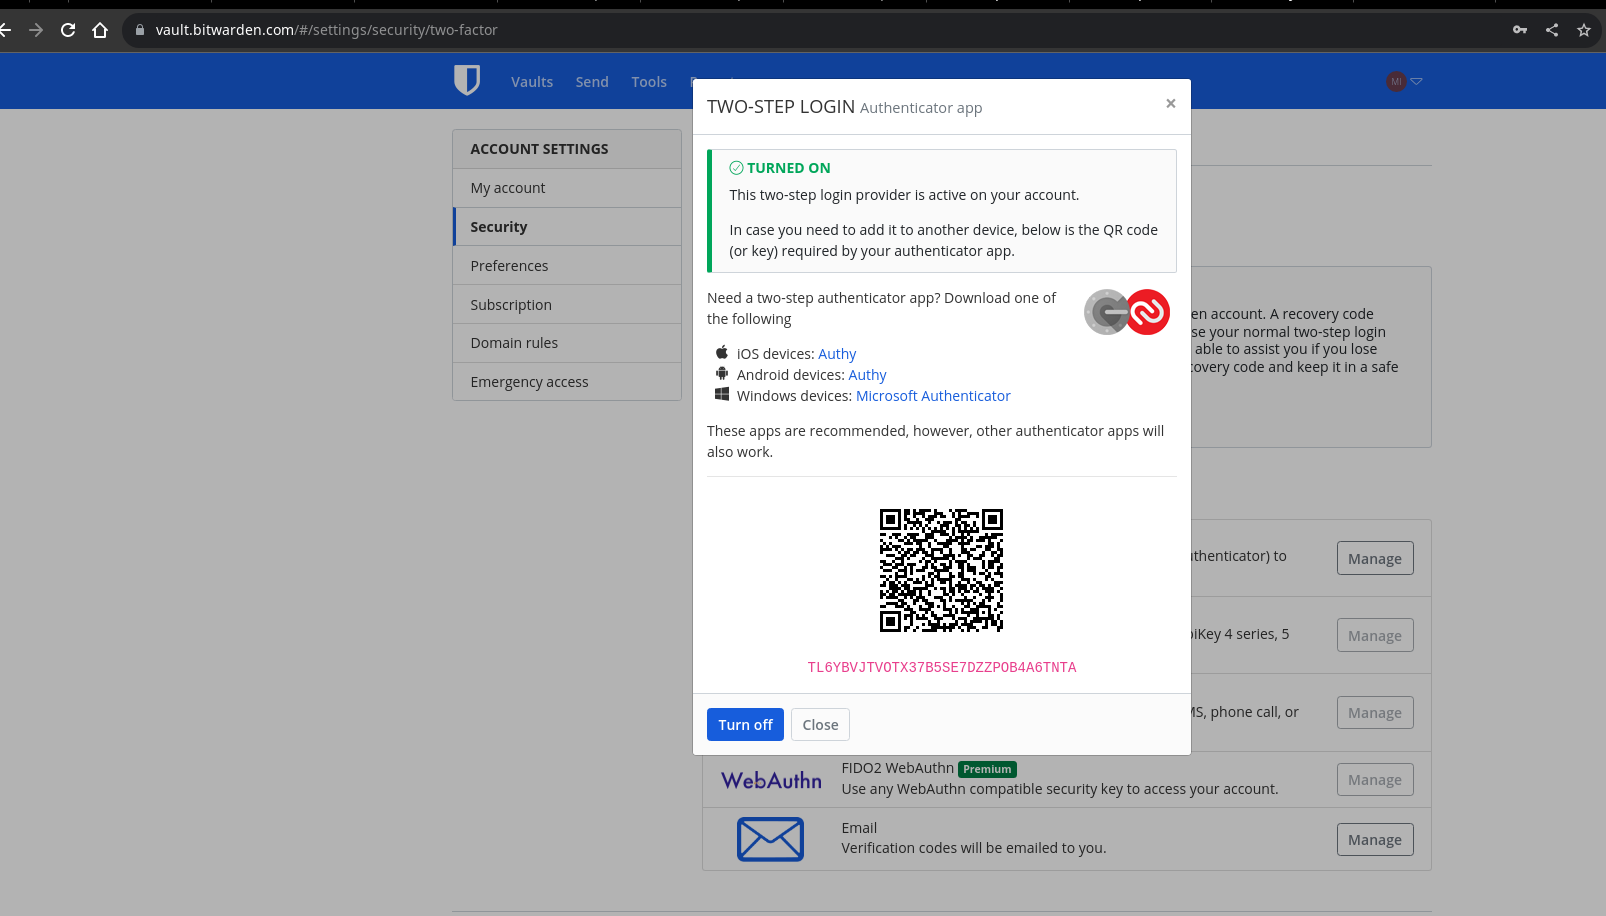 vault.bitwarden.com/#/settings/security/two-factor
Vaults Send Tools
MI
TWO-STEP LOGIN Authenticator app
×
ACCOUNT SETTINGS
My account
Security
Preferences
Subscription
Domain rules
Emergency access
TURNED ON
This two-step login provider is active on your account.
In case you need to add it to another device, below is the QR code
(or key) required by your authenticator app.
Need a two-step authenticator app? Download one of
the following
iOS devices: Authy
Android devices: Authy
Windows devices: Microsoft Authenticator
These apps are recommended, however, other authenticator apps will
also work.
TL6YBVJTVOTX37B5SE7DZZPOB4A6TNTA
Turn off Close
en account. A recovery code
se your normal two-step login
able to assist you if you lose
covery code and keep it in a safe
uthenticator) to
Manage
biKey 4 series, 5
Manage
MS, phone call, or
Manage
WebAuthn
FIDO2 WebAuthn Premium
Use any WebAuthn compatible security key to access your account.
Manage
Email
Verification codes will be emailed to you.
Manage